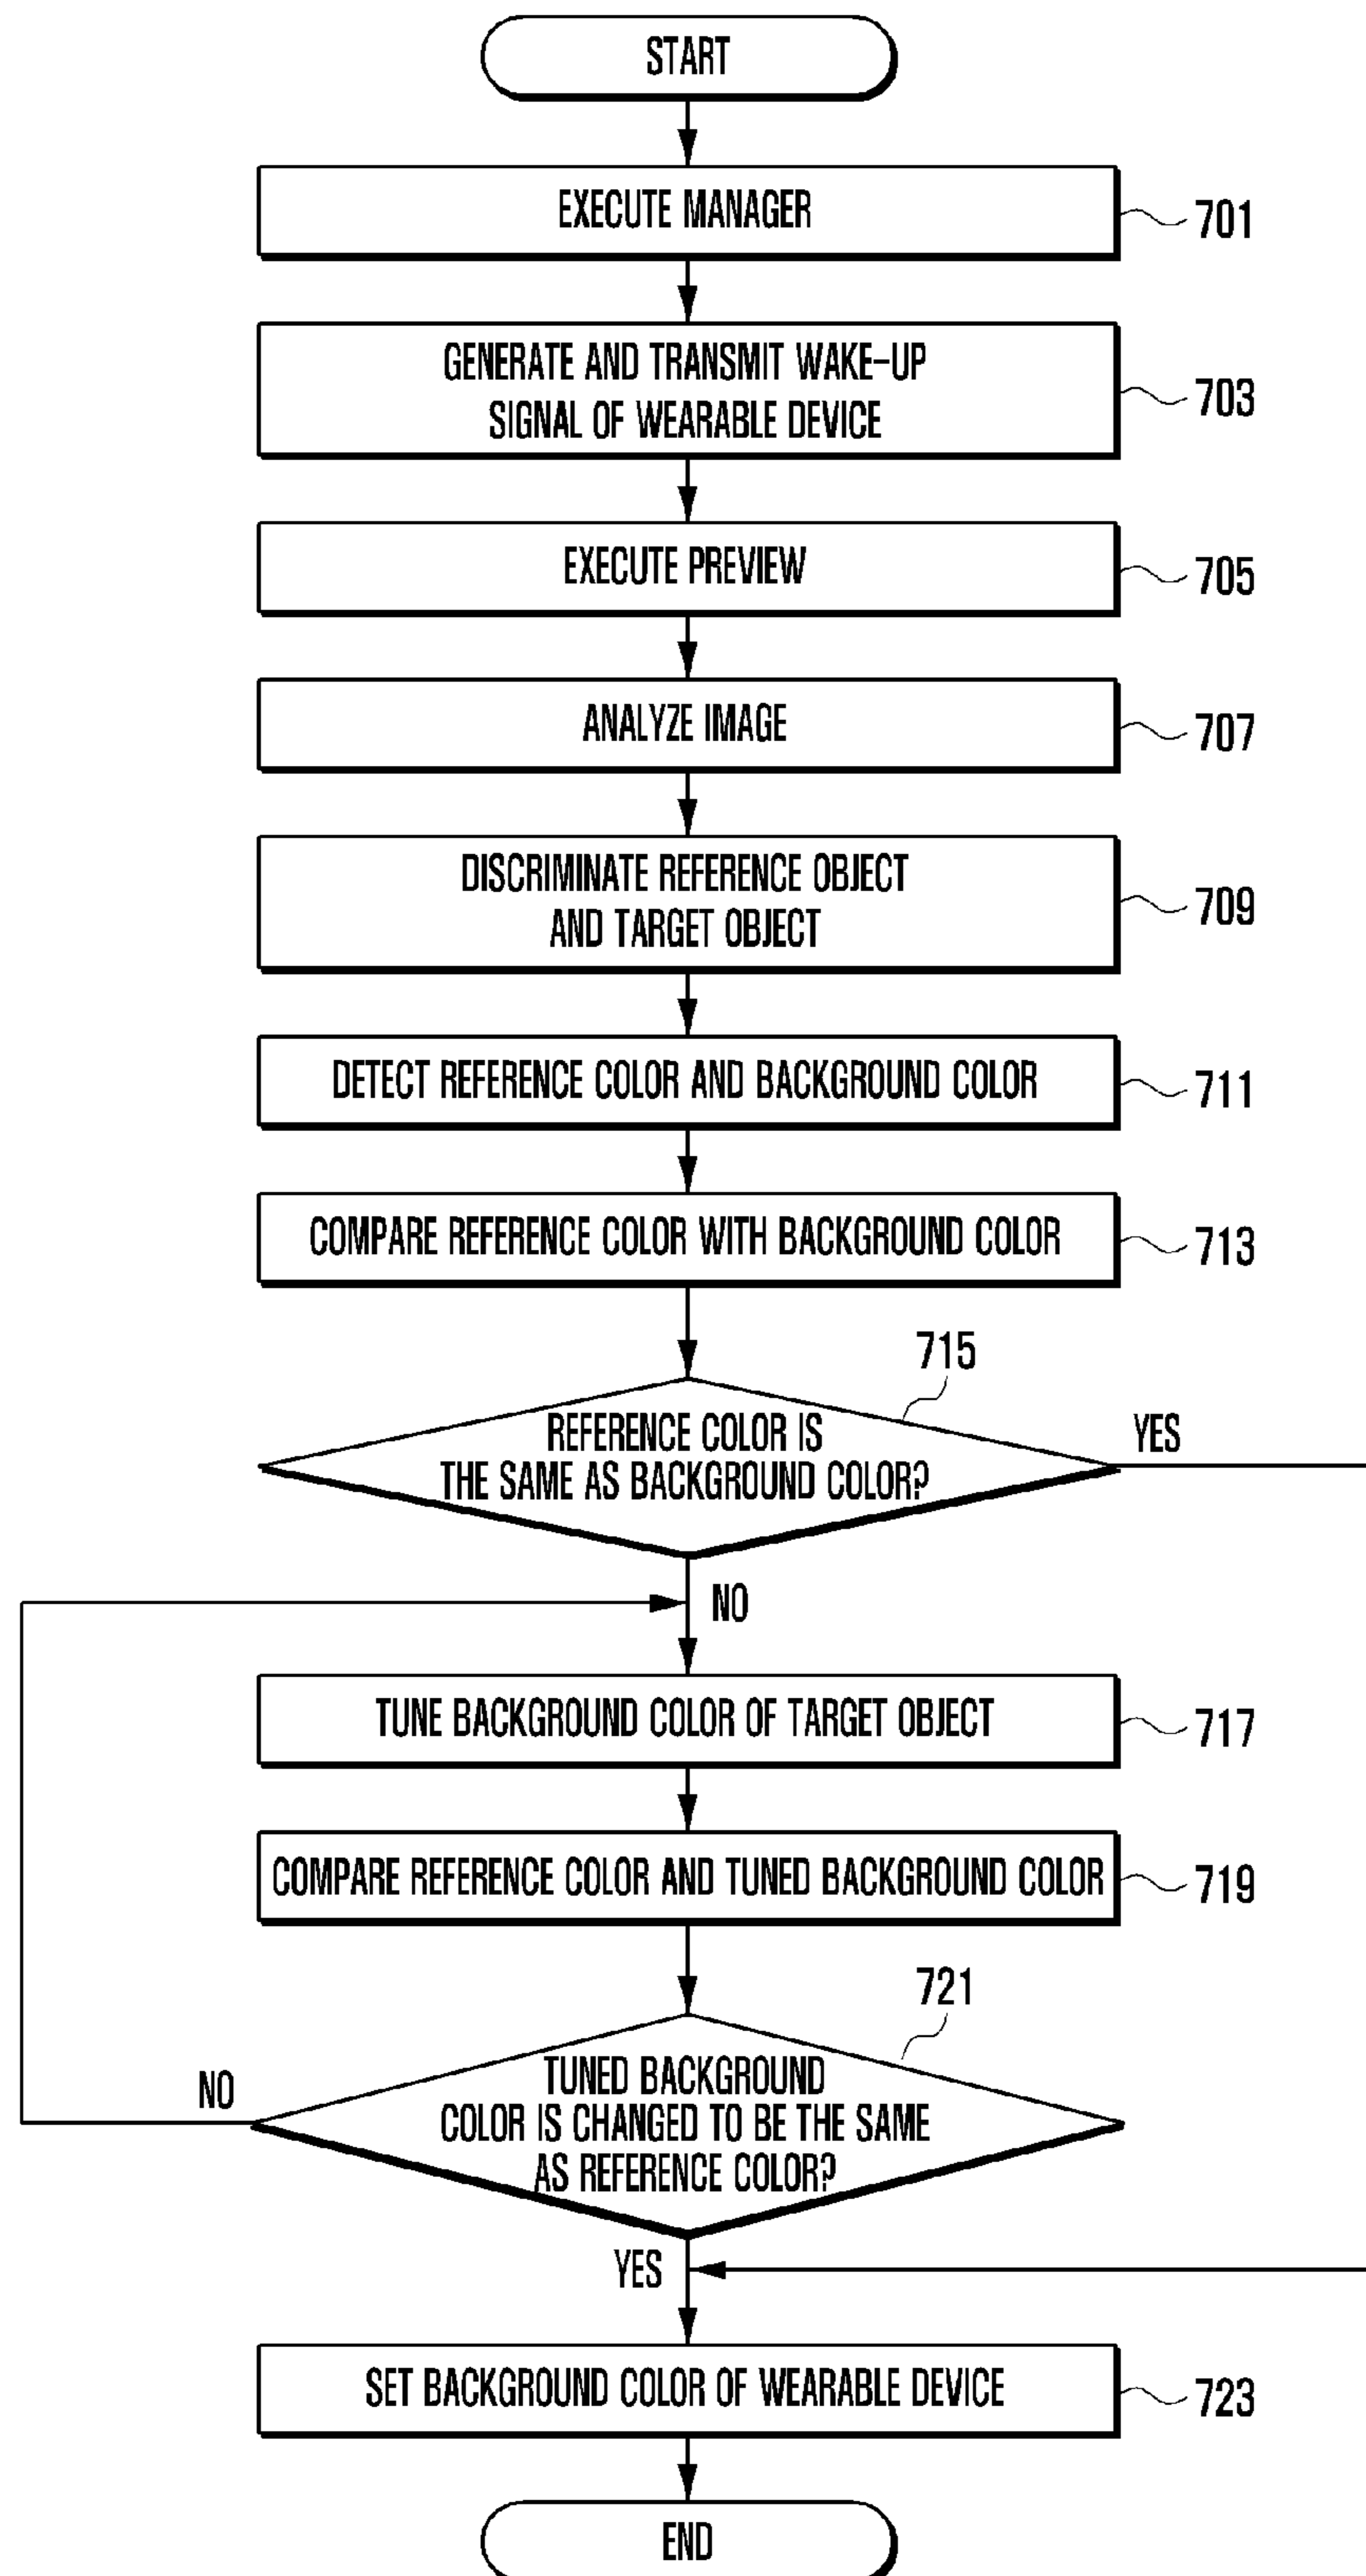 START
EXECUTE MANAGER
701
GENERATE AND TRANSMIT WAKE-UP
SIGNAL OF WEARABLE DEVICE
703
EXECUTE PREVIEW
705
ANALYZE IMAGE
707
DISCRIMINATE REFERENCE OBJECT
AND TARGET OBJECT
709
DETECT REFERENCE COLOR AND BACKGROUND COLOR
711
COMPARE REFERENCE COLOR WITH BACKGROUND COLOR
713
715
REFERENCE COLOR IS
THE SAME AS BACKGROUND COLOR?
YES
NO
TUNE BACKGROUND COLOR OF TARGET OBJECT
717
COMPARE REFERENCE COLOR AND TUNED BACKGROUND COLOR
719
721
TUNED BACKGROUND
COLOR IS CHANGED TO BE THE SAME
AS REFERENCE COLOR?
NO
YES
SET BACKGROUND COLOR OF WEARABLE DEVICE
723
END